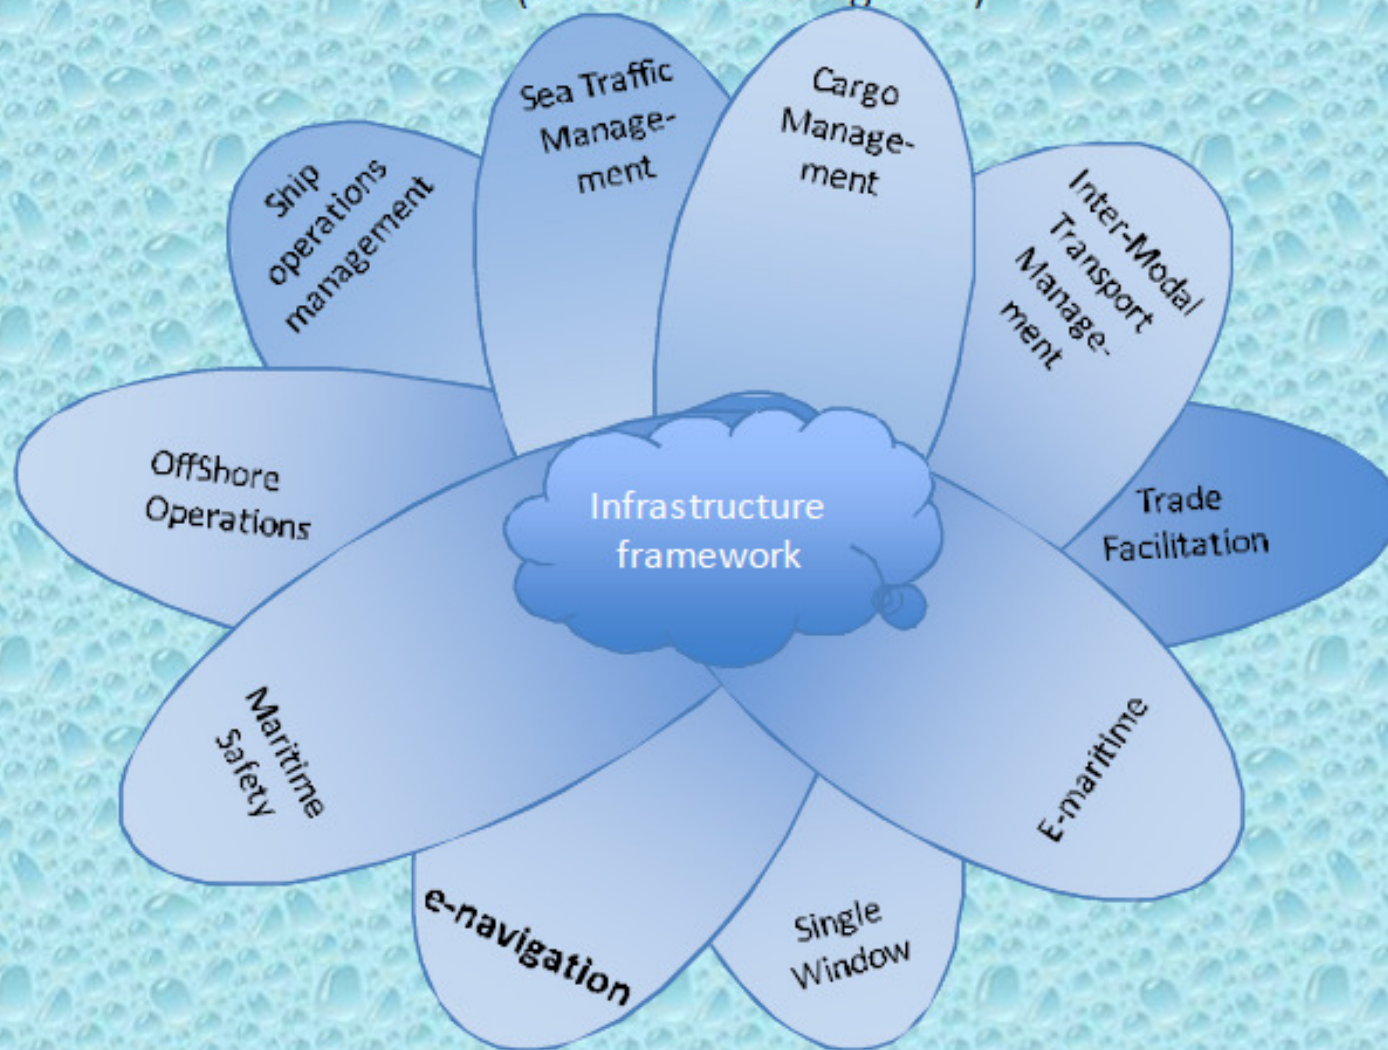 Sea Traffic
Manage-
ment
Cargo
Manage-
ment
Ship
operations
management
Inter-Modal
Transport
Manage-
ment
OffShore
Operations
Infrastructure
framework
Trade
Facilitation
Maritime
Safety
E-maritime
e-navigation
Single
Window